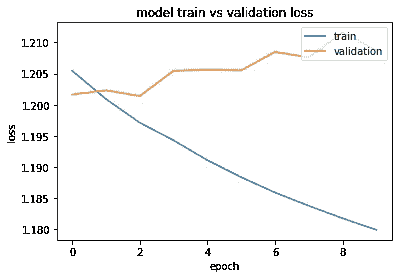 model train vs validation loss
train
validation
1.210
1.205
1.200
1.195
1.190
1.185
1.180
loss
0
2
4
6
8
epoch